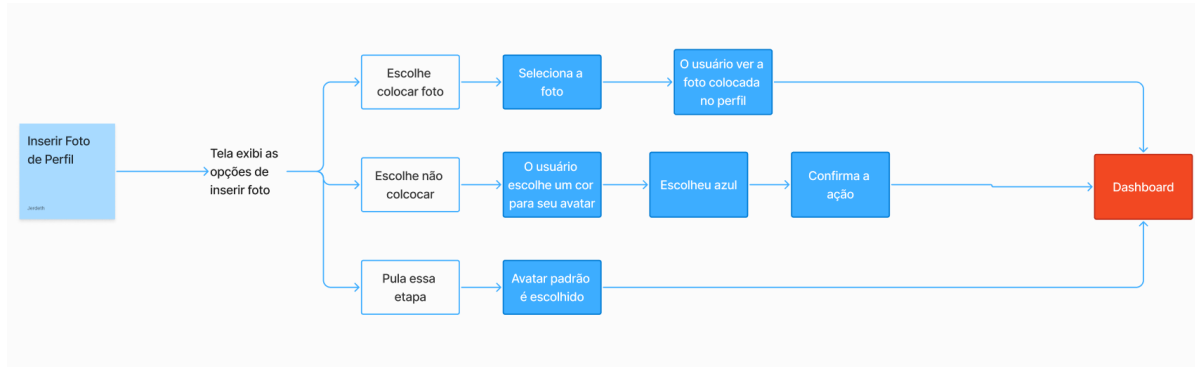 Inserir Foto
de Perfil
Tela exibi as
opções de
inserir foto
Escolhe
colocar foto
Seleciona a
foto
O usuário ver a
foto colocada
no perfil
Escolhe não
colcocar
O usuário
escolhe um cor
para seu avatar
Escolheu azul
Confirma a
ação
Pula essa
etapa
Avatar padrão
é escolhido
Dashboard